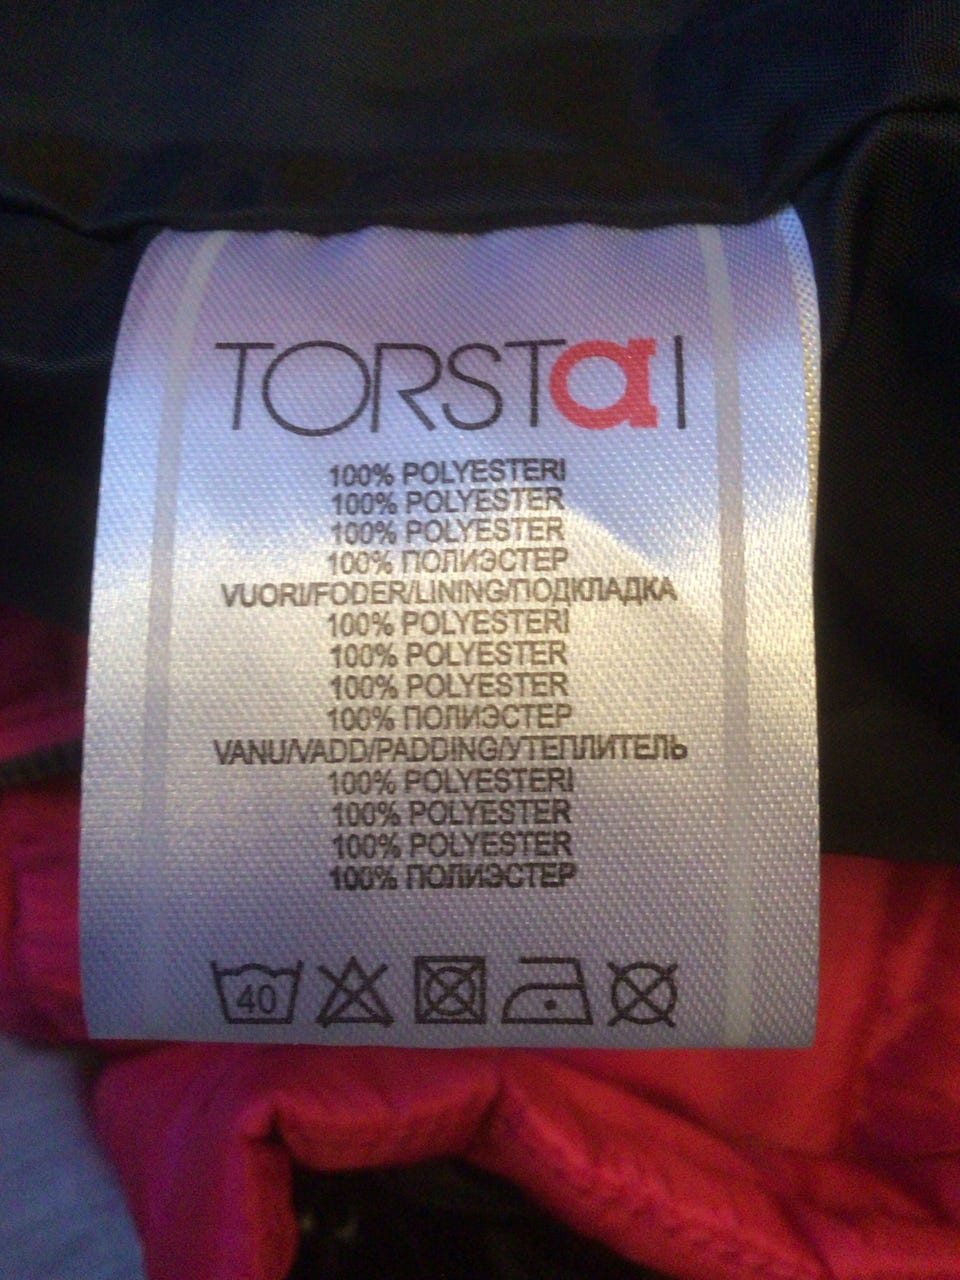 TORSTAI
100% POLYESTERI
100% POLYESTER
100% POLYESTER
100% ПОЛИЭСТЕР
VUORI/FODER/LINING/ПОДКЛАДКА
100% POLYESTERI
100% POLYESTER
100% POLYESTER
100% ПОЛИЭСТЕР
VANU/VADD/PADDING/УТЕПЛИТЕЛЬ
100% POLYESTERI
100% POLYESTER
100% POLYESTER
100% ПОЛИЭСТЕР
40